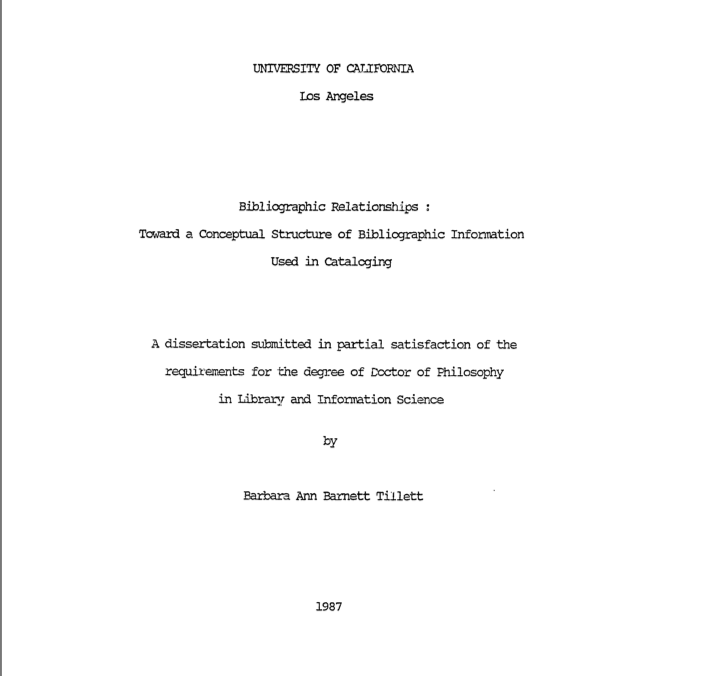 UNIVERSITY OF CALIFORNIA
Los Angeles
Bibliographic Relationships :
Toward a Conceptual Structure of Bibliographic Information
Used in Cataloging
A dissertation submitted in partial satisfaction of the
requirements for the degree of Doctor of Philosophy
in Library and Information Science
by
Barbara Ann Barnett Tillett
1987